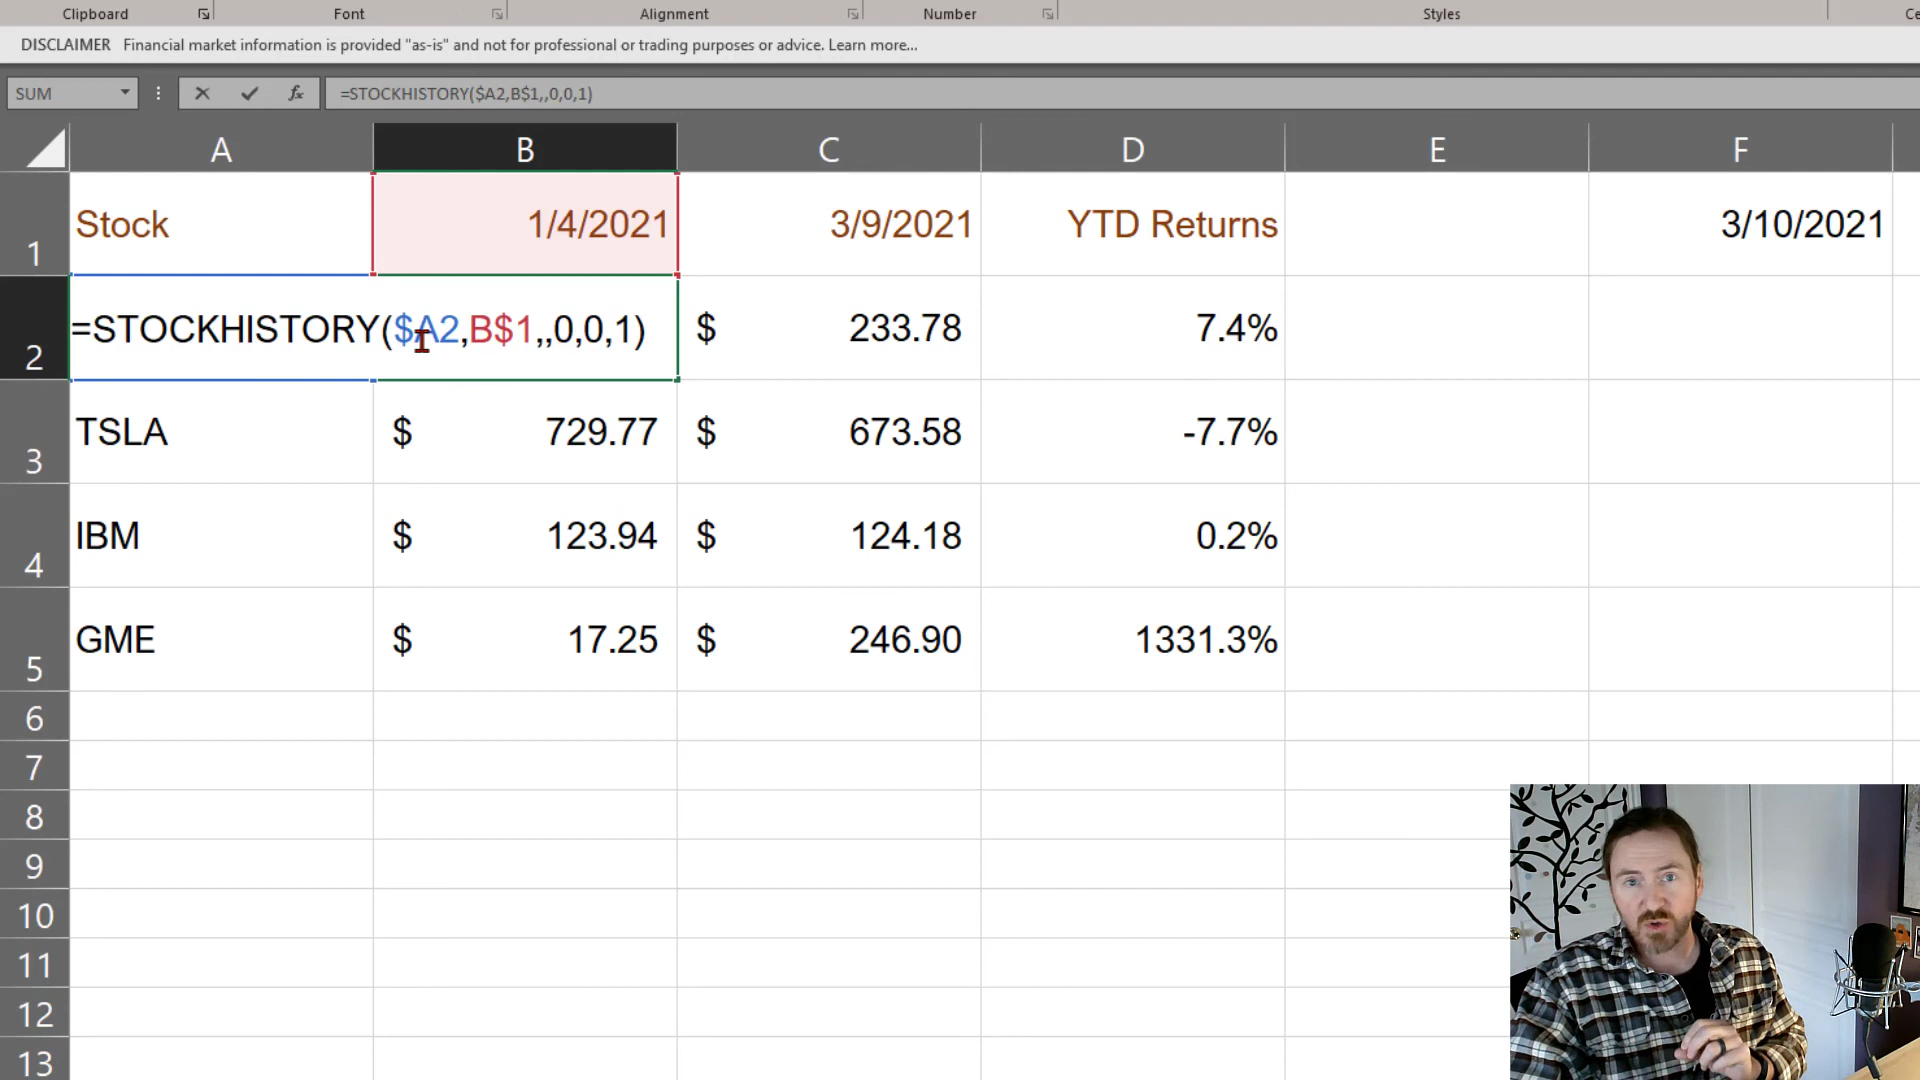 Clipboard Font Alignment Number Styles Ce
DISCLAIMER Financial market information is provided "as-is" and not for professional or trading purposes or advice. Learn more...
SUM fx =STOCKHISTORY($A2,B$1,,0,0,1)
A B C D E F
1 Stock 1/4/2021 3/9/2021 YTD Returns 3/10/2021
2 =STOCKHISTORY($A2,B$1,,0,0,1) $ 233.78 7.4%
3 TSLA $ 729.77 $ 673.58 -7.7%
4 IBM $ 123.94 $ 124.18 0.2%
5 GME $ 17.25 $ 246.90 1331.3%
6
7
8
9
10
11
12
13